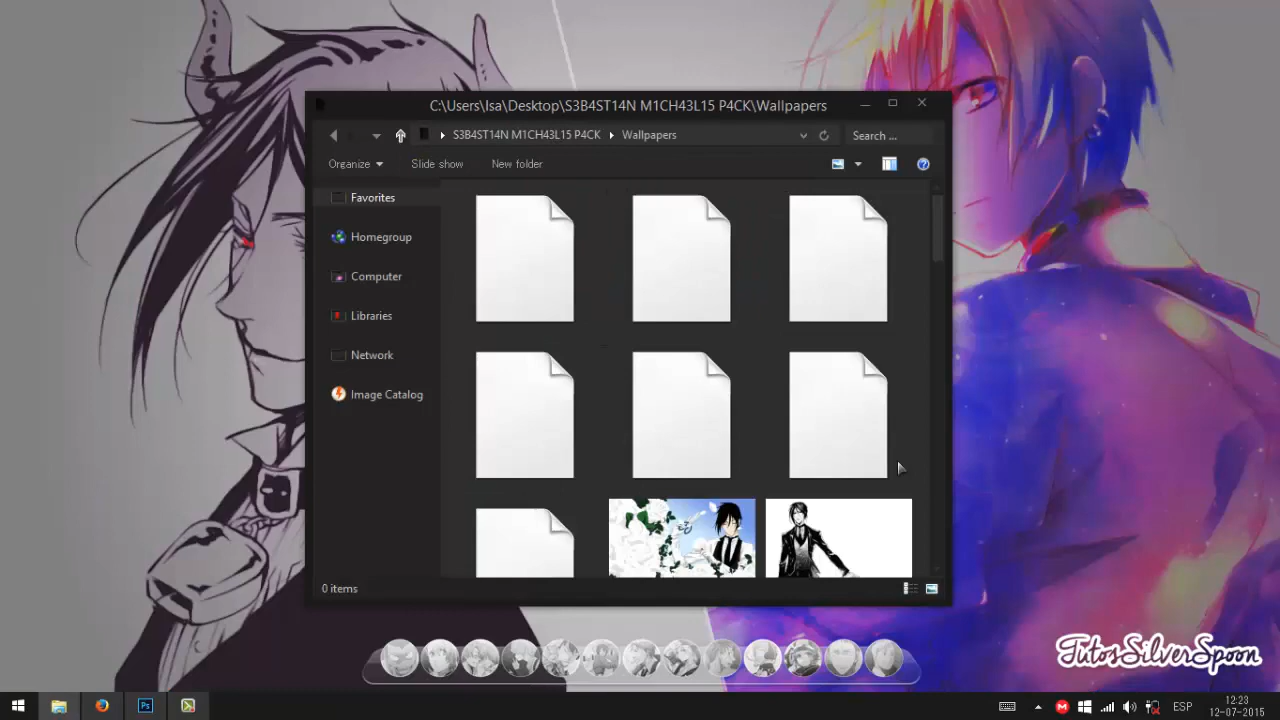 C:\Users\Isa\Desktop\S3B4ST14N M1CH43L15 P4CK\Wallpapers
S3B4ST14N M1CH43L15 P4CK Wallpapers
Search ...
Organize Slide show New folder
Favorites
Homegroup
Computer
Libraries
Network
Image Catalog
0 items
TutosSilverSpoon
Ps
M
ESP
12:23
12-07-2015